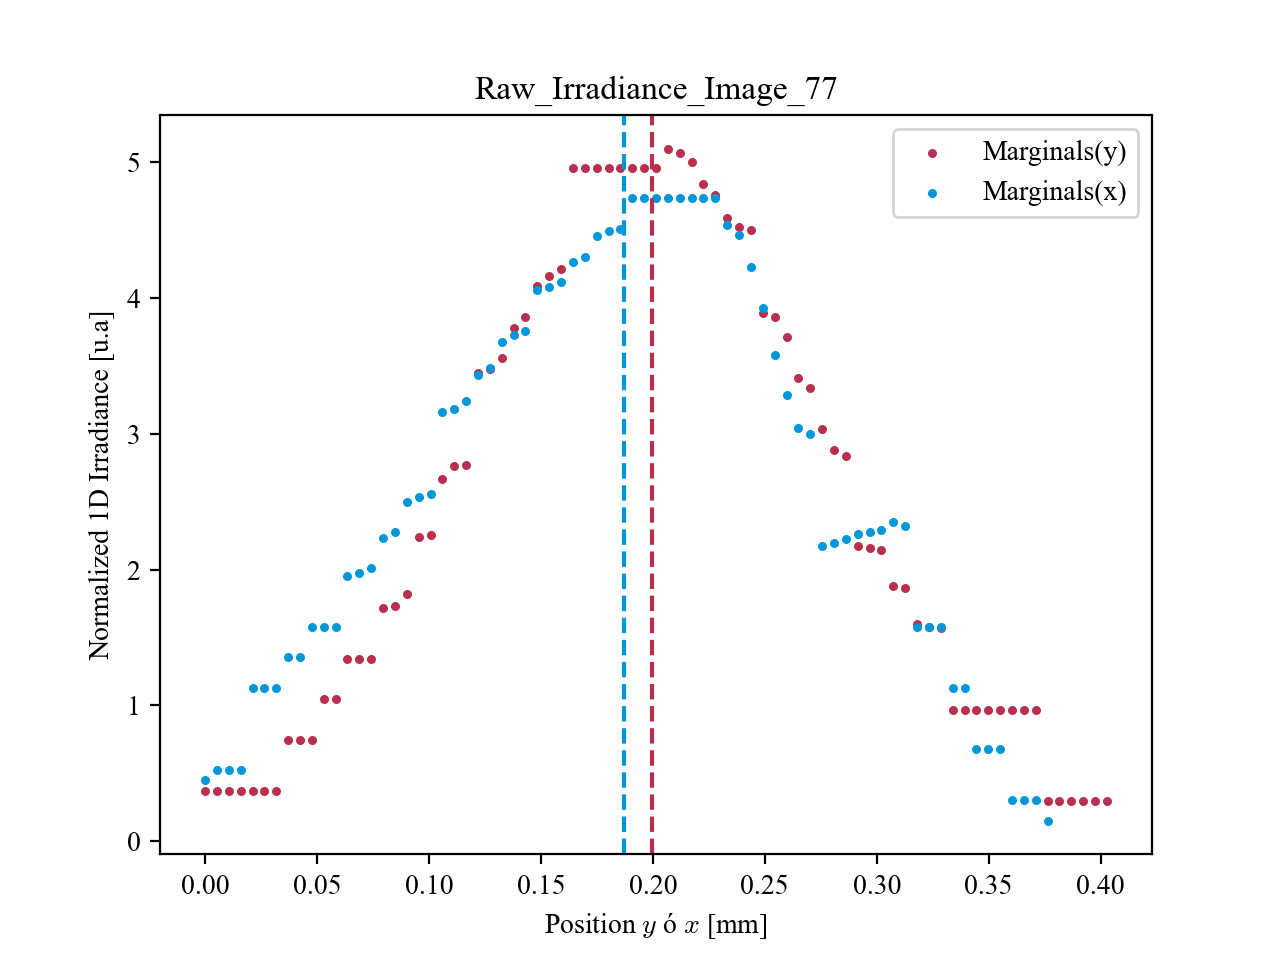 Raw_Irradiance_Image_77
Marginals(y)
Marginals(x)
Normalized 1D Irradiance [u.a]
5
4
3
2
1
0
0.00 0.05 0.10 0.15 0.20 0.25 0.30 0.35 0.40
Position y ó x [mm]